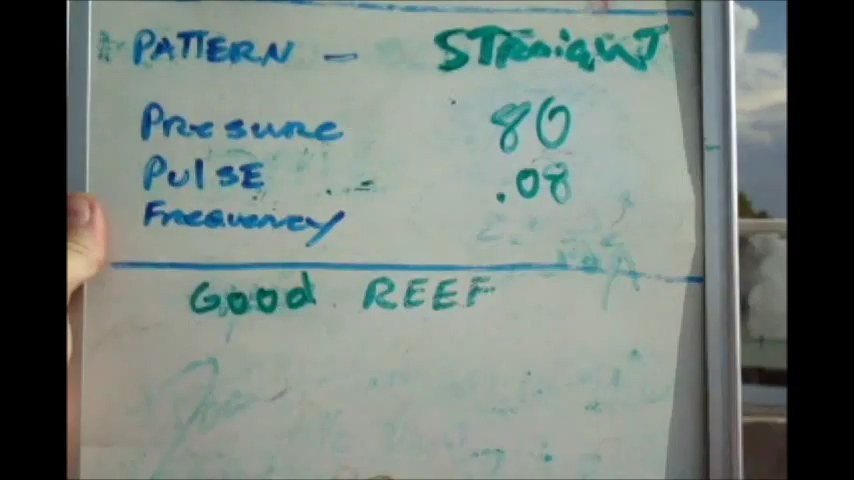 PATTERN - STRAIGHT
Pressure 80
PULSE .08
Frequency
Good REEF